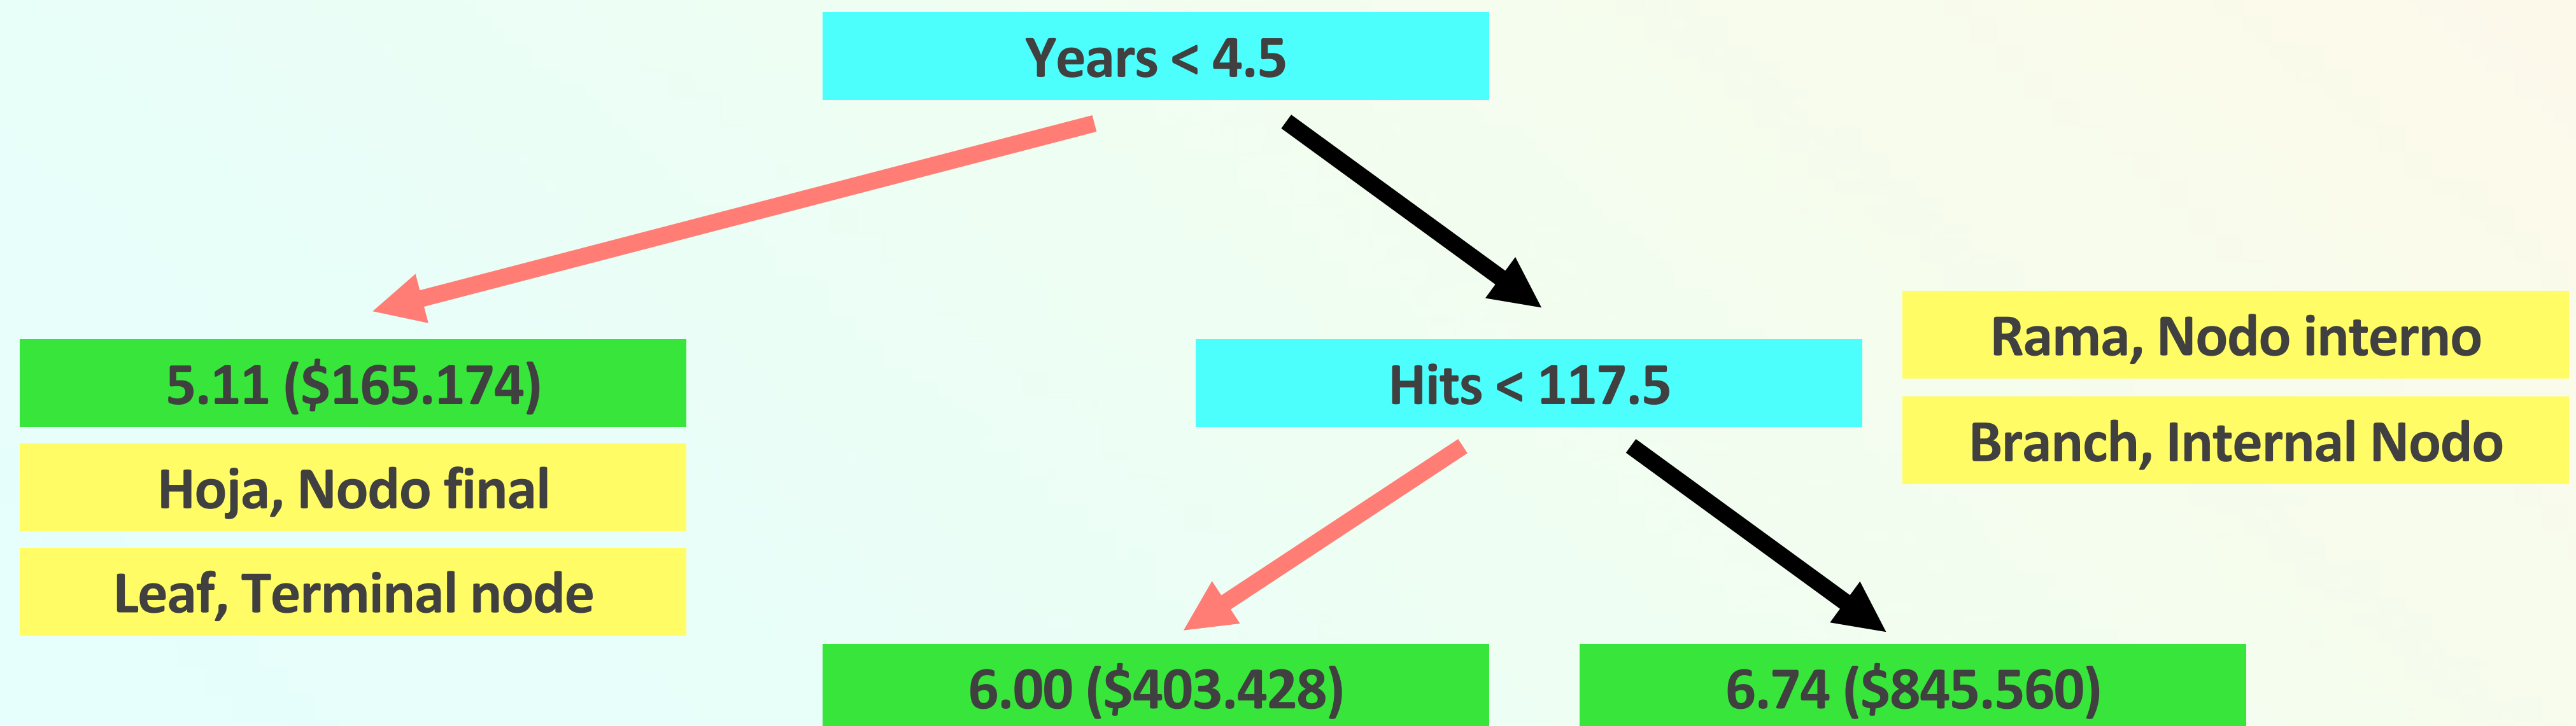 Years < 4.5
5.11 ($165.174)
Hoja, Nodo final
Leaf, Terminal node
Hits < 117.5
Rama, Nodo interno
Branch, Internal Nodo
6.00 ($403.428)
6.74 ($845.560)